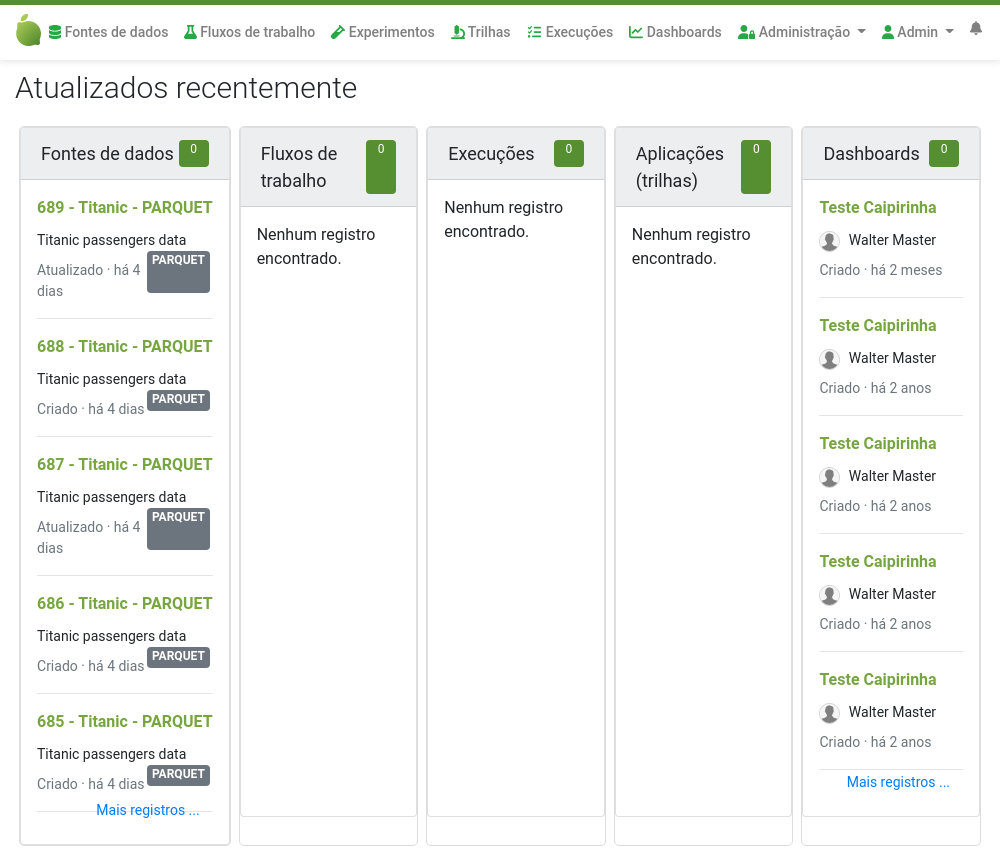 Fontes de dados Fluxos de trabalho Experimentos Trilhas Execuções Dashboards Administração Admin
Atualizados recentemente
Fontes de dados 0
689 - Titanic - PARQUET
Titanic passengers data
PARQUET
Atualizado · há 4
dias
688 - Titanic - PARQUET
Titanic passengers data
Criado · há 4 dias PARQUET
687 - Titanic - PARQUET
Titanic passengers data
PARQUET
Atualizado · há 4
dias
686 - Titanic - PARQUET
Titanic passengers data
Criado · há 4 dias PARQUET
685 - Titanic - PARQUET
Titanic passengers data
Criado · há 4 dias PARQUET
Mais registros ...
Fluxos de 0
trabalho
Nenhum registro
encontrado.
Execuções 0
Nenhum registro
encontrado.
Aplicações 0
(trilhas)
Nenhum registro
encontrado.
Dashboards 0
Teste Caipirinha
Walter Master
Criado · há 2 meses
Teste Caipirinha
Walter Master
Criado · há 2 anos
Teste Caipirinha
Walter Master
Criado · há 2 anos
Teste Caipirinha
Walter Master
Criado · há 2 anos
Teste Caipirinha
Walter Master
Criado · há 2 anos
Mais registros ...